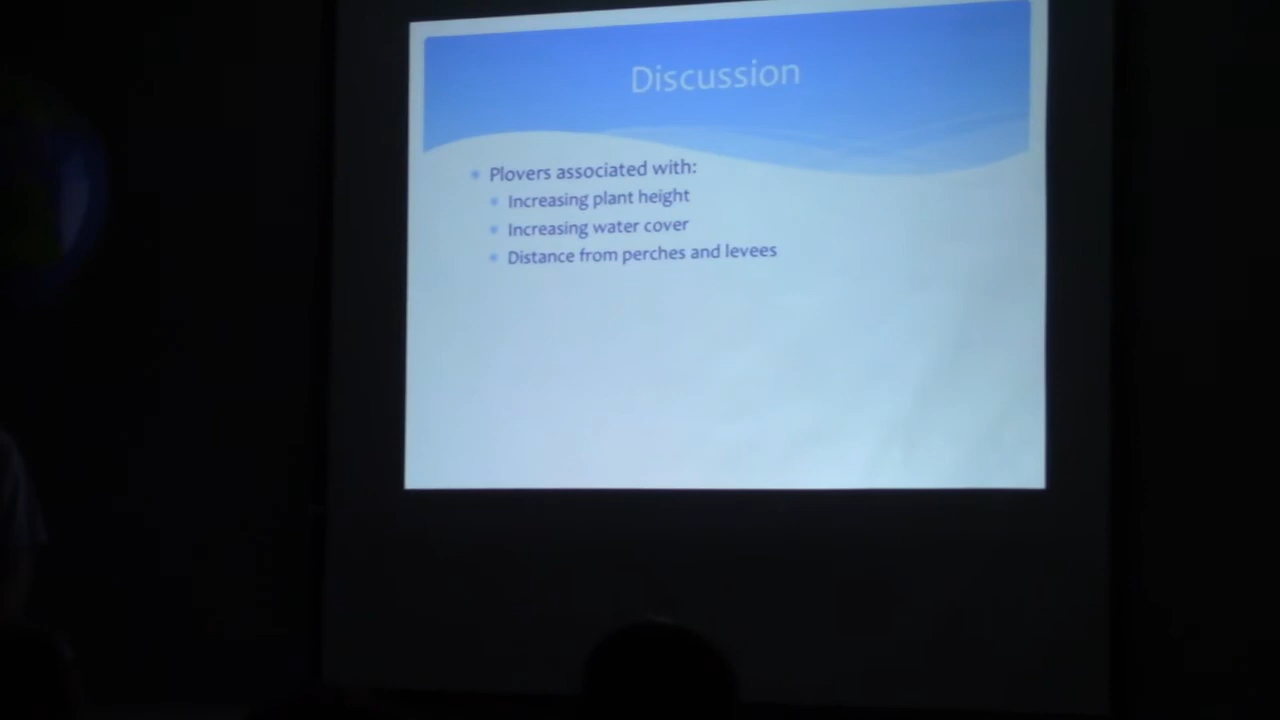 Discussion
Plovers associated with:
Increasing plant height
Increasing water cover
Distance from perches and levees